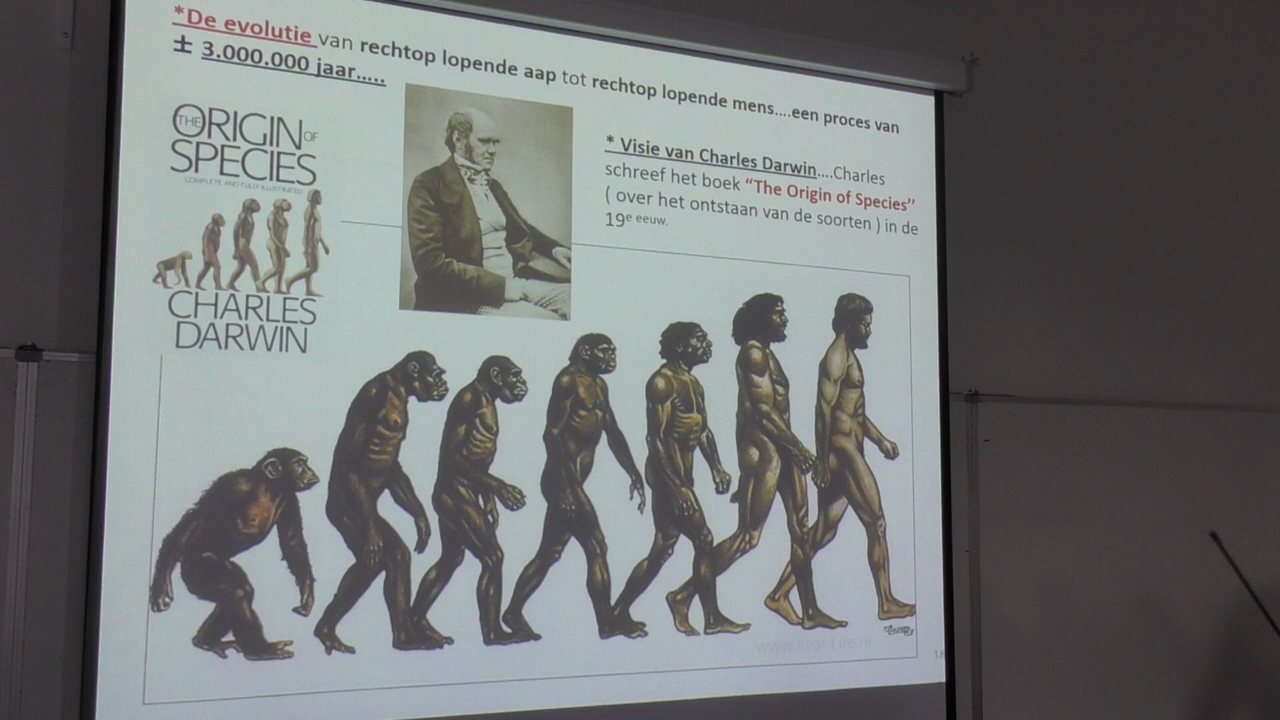 *De evolutie van rechtop lopende aap tot rechtop lopende mens....een proces van
± 3.000.000 jaar.....
THE ORIGIN OF
SPECIES
COMPLETE AND FULLY ILLUSTRATED
CHARLES
DARWIN
* Visie van Charles Darwin....Charles
schreef het boek “The Origin of Species”
( over het ontstaan van de soorten ) in de
19e eeuw.